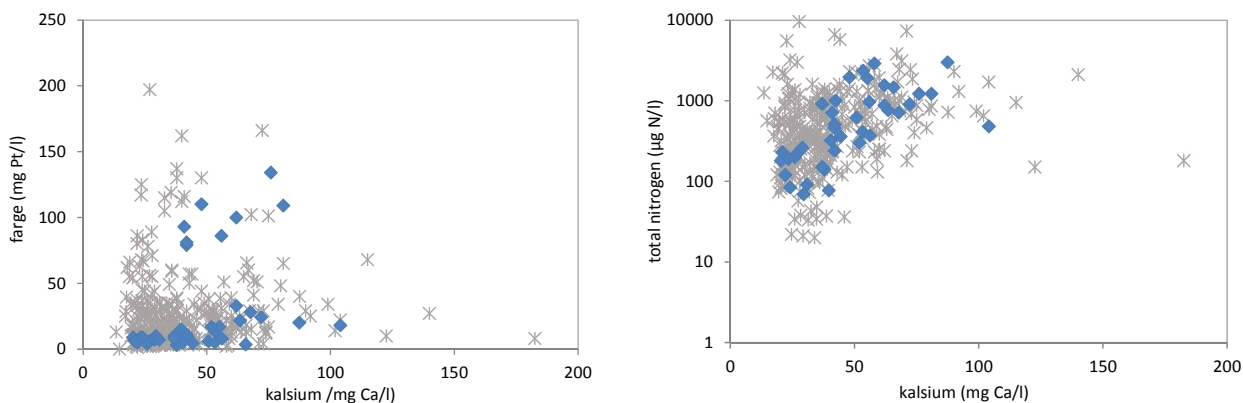 250
200
150
100
50
0
farge (mg Pt/l)
0 50 100 150 200
kalsium /mg Ca/l)
10000
1000
100
10
1
total nitrogen (µg N/l)
0 50 100 150 200
kalsium (mg Ca/l)